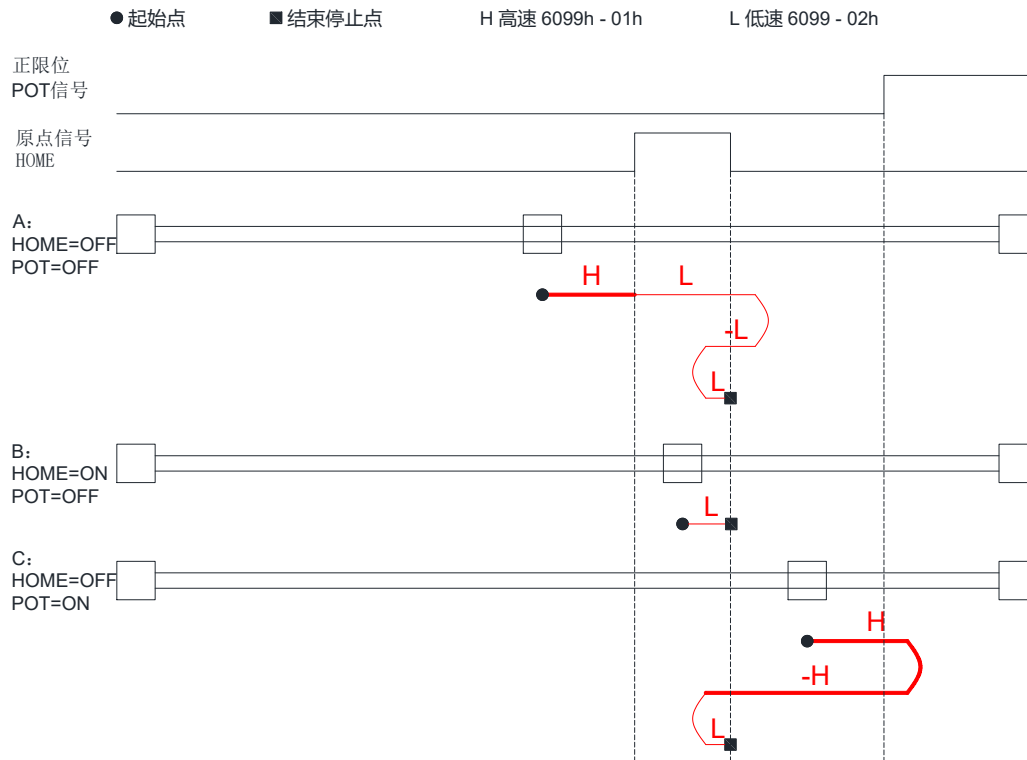 起始点 结束停止点 H 高速 6099h - 01h L 低速 6099 - 02h
正限位
POT信号
原点信号
HOME
A:
HOME=OFF
POT=OFF
H L
-L
L
B:
HOME=ON
POT=OFF
L
C:
HOME=OFF
POT=ON
H
-H
L